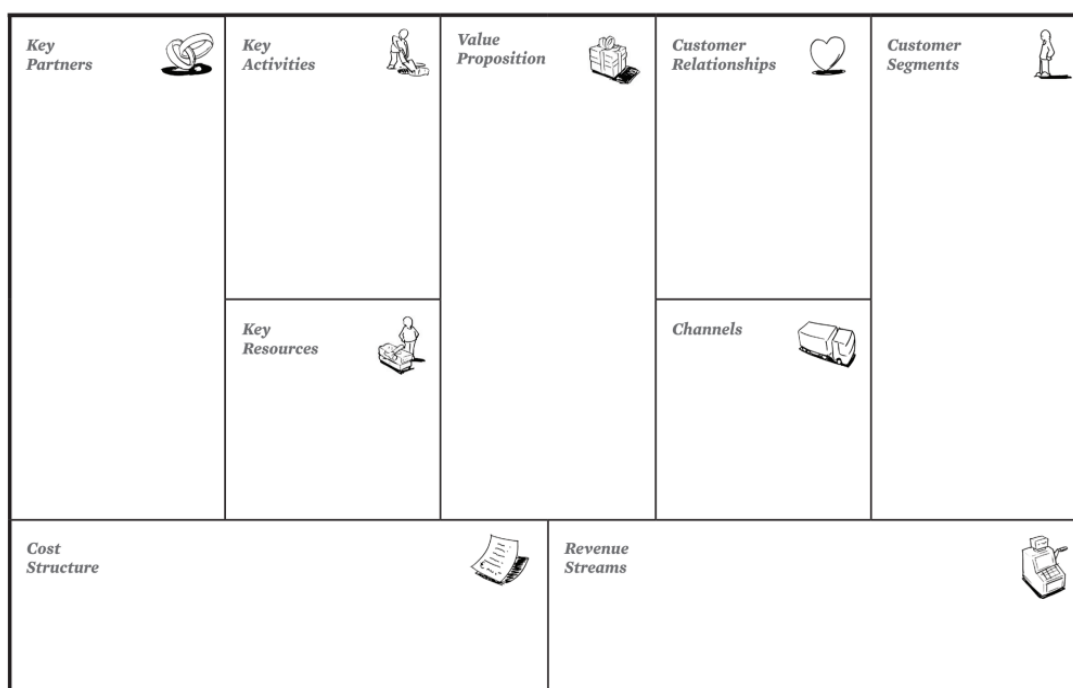 Key
Partners
Key
Activities
Value
Proposition
Customer
Relationships
Customer
Segments
Key
Resources
Channels
Cost
Structure
Revenue
Streams